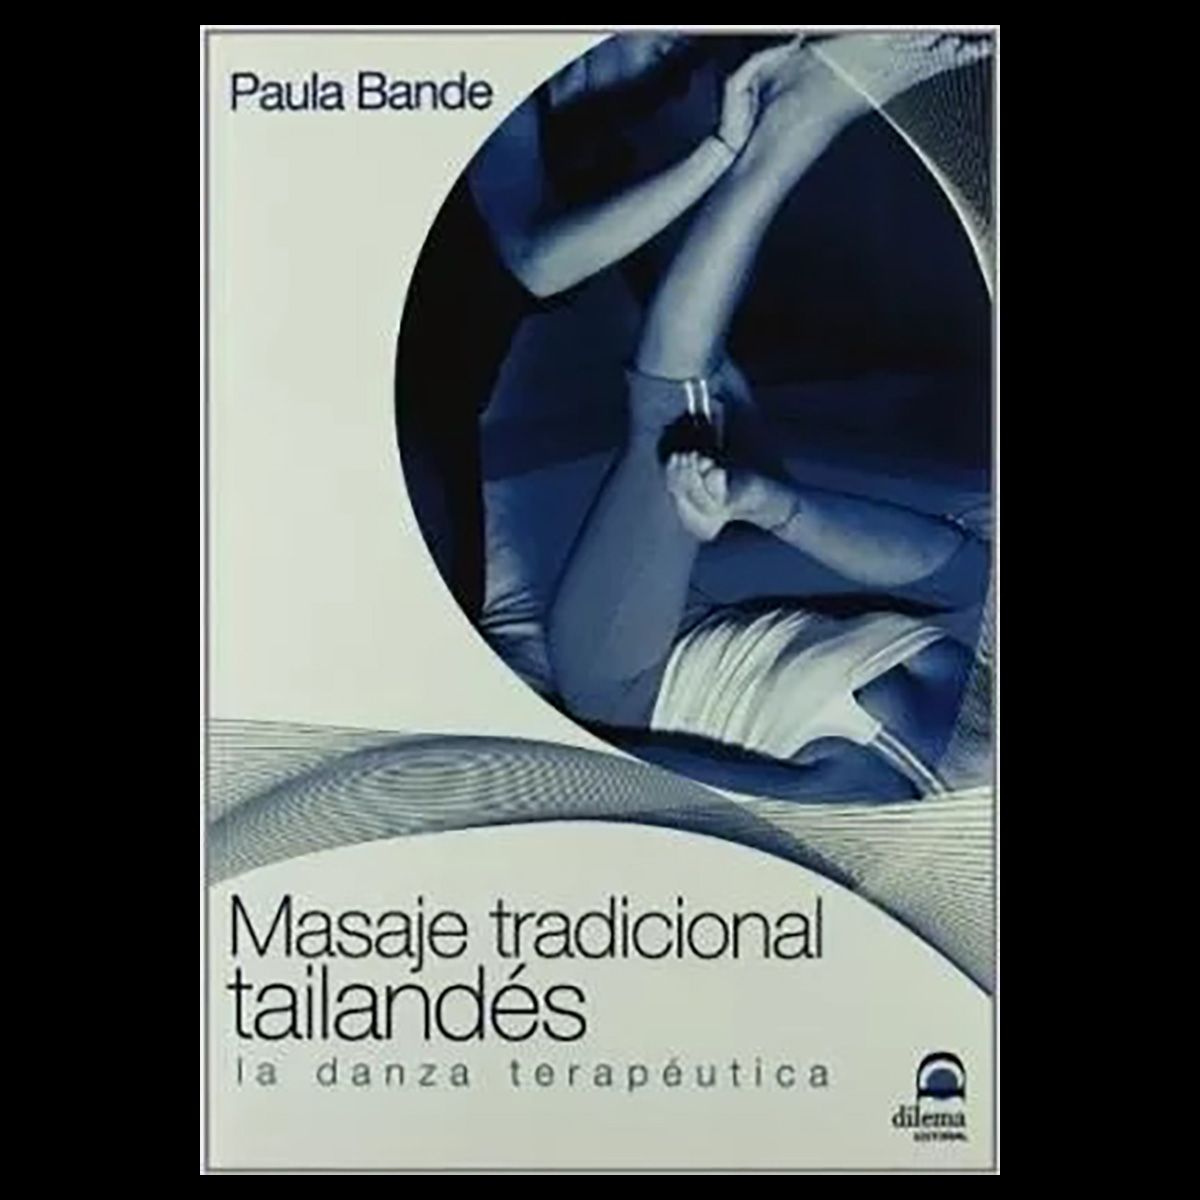 Paula Bande
Masaje tradicional
tailandés
la danza terapéutica
dilema
EDITORIAL